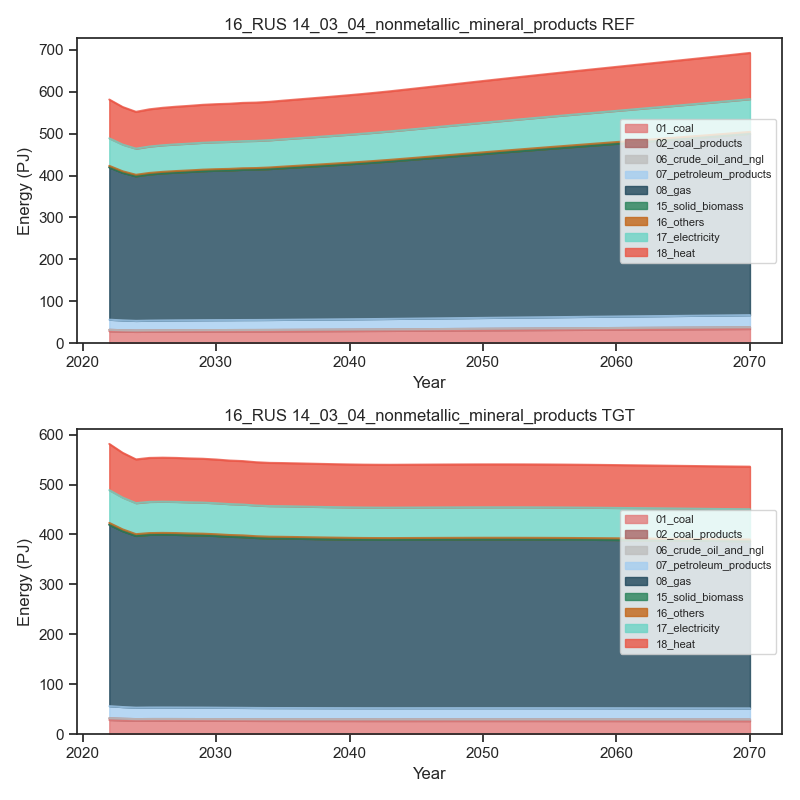 16_RUS 14_03_04_nonmetallic_mineral_products REF
700
600
500
400
300
200
100
0
Energy (PJ)
01_coal
02_coal_products
06_crude_oil_and_ngl
07_petroleum_products
08_gas
15_solid_biomass
16_others
17_electricity
18_heat
2020 2030 2040 2050 2060 2070
Year
16_RUS 14_03_04_nonmetallic_mineral_products TGT
600
500
400
300
200
100
0
Energy (PJ)
01_coal
02_coal_products
06_crude_oil_and_ngl
07_petroleum_products
08_gas
15_solid_biomass
16_others
17_electricity
18_heat
2020 2030 2040 2050 2060 2070
Year